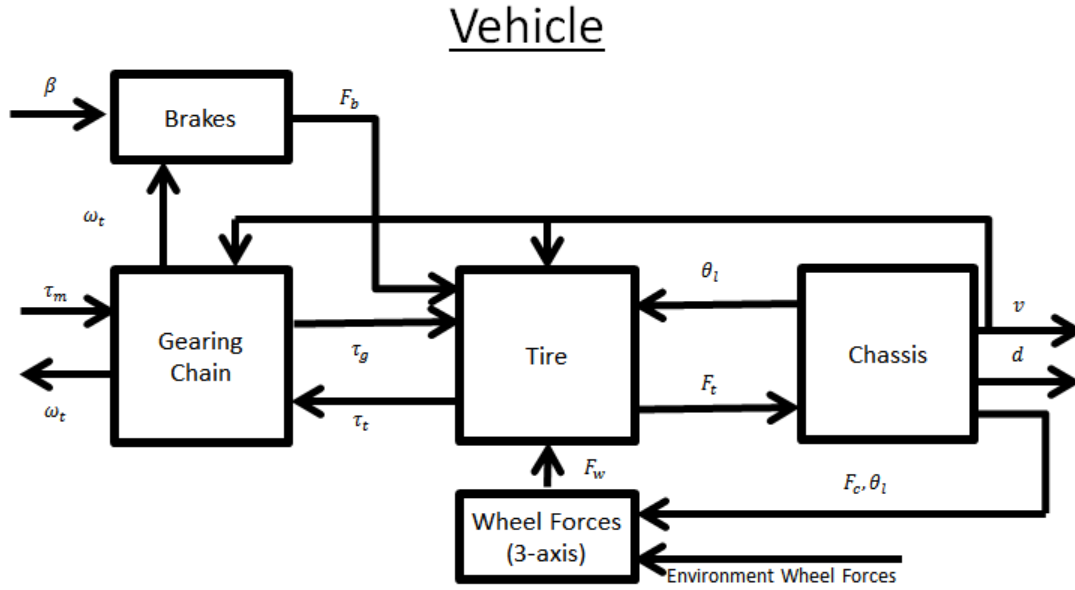 Vehicle
β
Brakes
F_b
ω_t
τ_m
Gearing
Chain
ω_t
τ_g
τ_t
Tire
θ_l
F_t
Chassis
v
d
F_w
F_c, θ_l
Wheel Forces
(3-axis)
Environment Wheel Forces